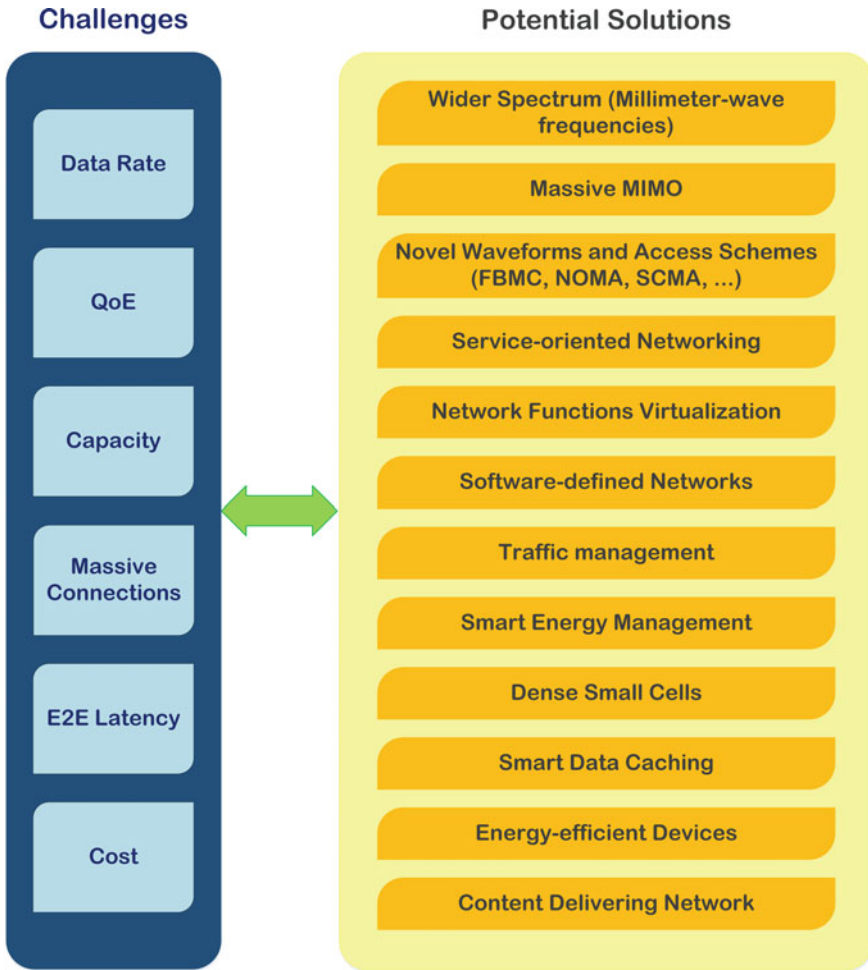 Challenges
Data Rate
QoE
Capacity
Massive
Connections
E2E Latency
Cost
Potential Solutions
Wider Spectrum (Millimeter-wave
frequencies)
Massive MIMO
Novel Waveforms and Access Schemes
(FBMC, NOMA, SCMA, ...)
Service-oriented Networking
Network Functions Virtualization
Software-defined Networks
Traffic management
Smart Energy Management
Dense Small Cells
Smart Data Caching
Energy-efficient Devices
Content Delivering Network